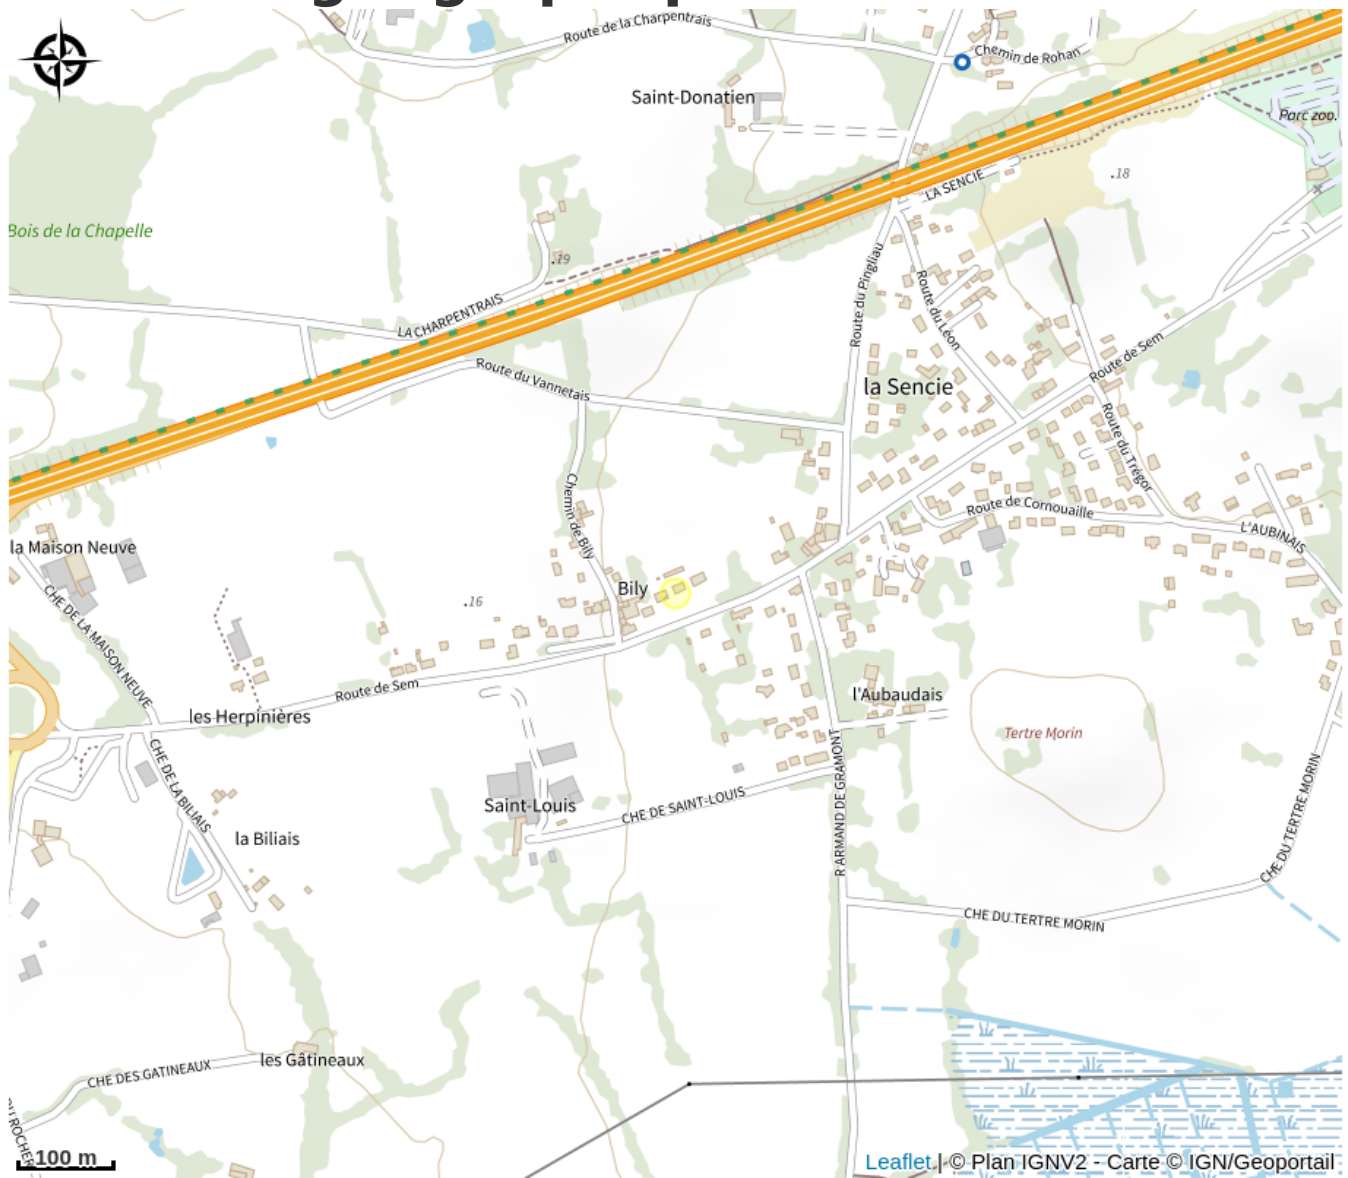 Route de la Charpentrais
Chemin de Rohan
Saint-Donatien
Parc zoo.
18
LA SENCIE
Bois de la Chapelle
19
Route du Pingliau
Route du Léon
LA CHARPENTRAIS
Route de Sem
Route du Vannetais
la Sencie
Route du Trégor
Chemin de Bily
Route de Cornouaille
L'AUBINAIS
la Maison Neuve
Bily
16
CHE DE LA MAISON NEUVE
Route de Sem
l'Aubaudais
les Herpinières
Tertre Morin
CHE DE LA BILIAIS
R ARMAND DE GRAMONT
Saint-Louis
CHE DE SAINT-LOUIS
CHE DU TERTRE MORIN
la Biliais
CHE DU TERTRE MORIN
les Gâtineaux
CHE DES GATINEAUX
100 m
Leaflet | © Plan IGNV2 - Carte © IGN/Geoportail